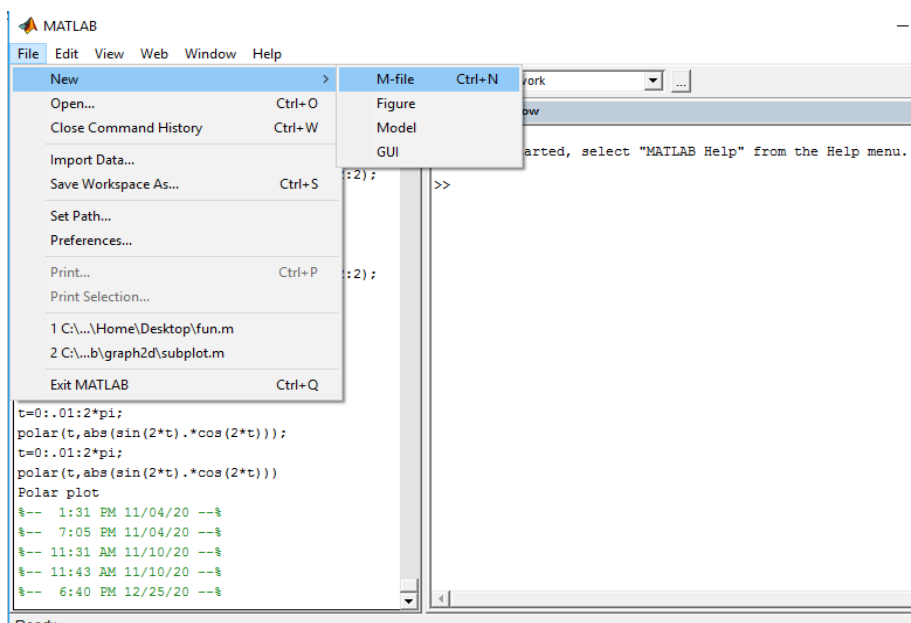 MATLAB
File Edit View Web Window Help
New > M-file Ctrl+N
Open... Ctrl+O Figure
Close Command History Ctrl+W Model
GUI
Import Data...
Save Workspace As... Ctrl+S
Set Path...
Preferences...
Print... Ctrl+P
Print Selection...
1 C:\...\Home\Desktop\fun.m
2 C:\...b\graph2d\subplot.m
Exit MATLAB Ctrl+Q
...
arted, select "MATLAB Help" from the Help menu.
>>
:2);
:2);
t=0:.01:2*pi;
polar(t,abs(sin(2*t).*cos(2*t)));
t=0:.01:2*pi;
polar(t,abs(sin(2*t).*cos(2*t)))
Polar plot
%-- 1:31 PM 11/04/20 --%
%-- 7:05 PM 11/04/20 --%
%-- 11:31 AM 11/10/20 --%
%-- 11:43 AM 11/10/20 --%
%-- 6:40 PM 12/25/20 --%